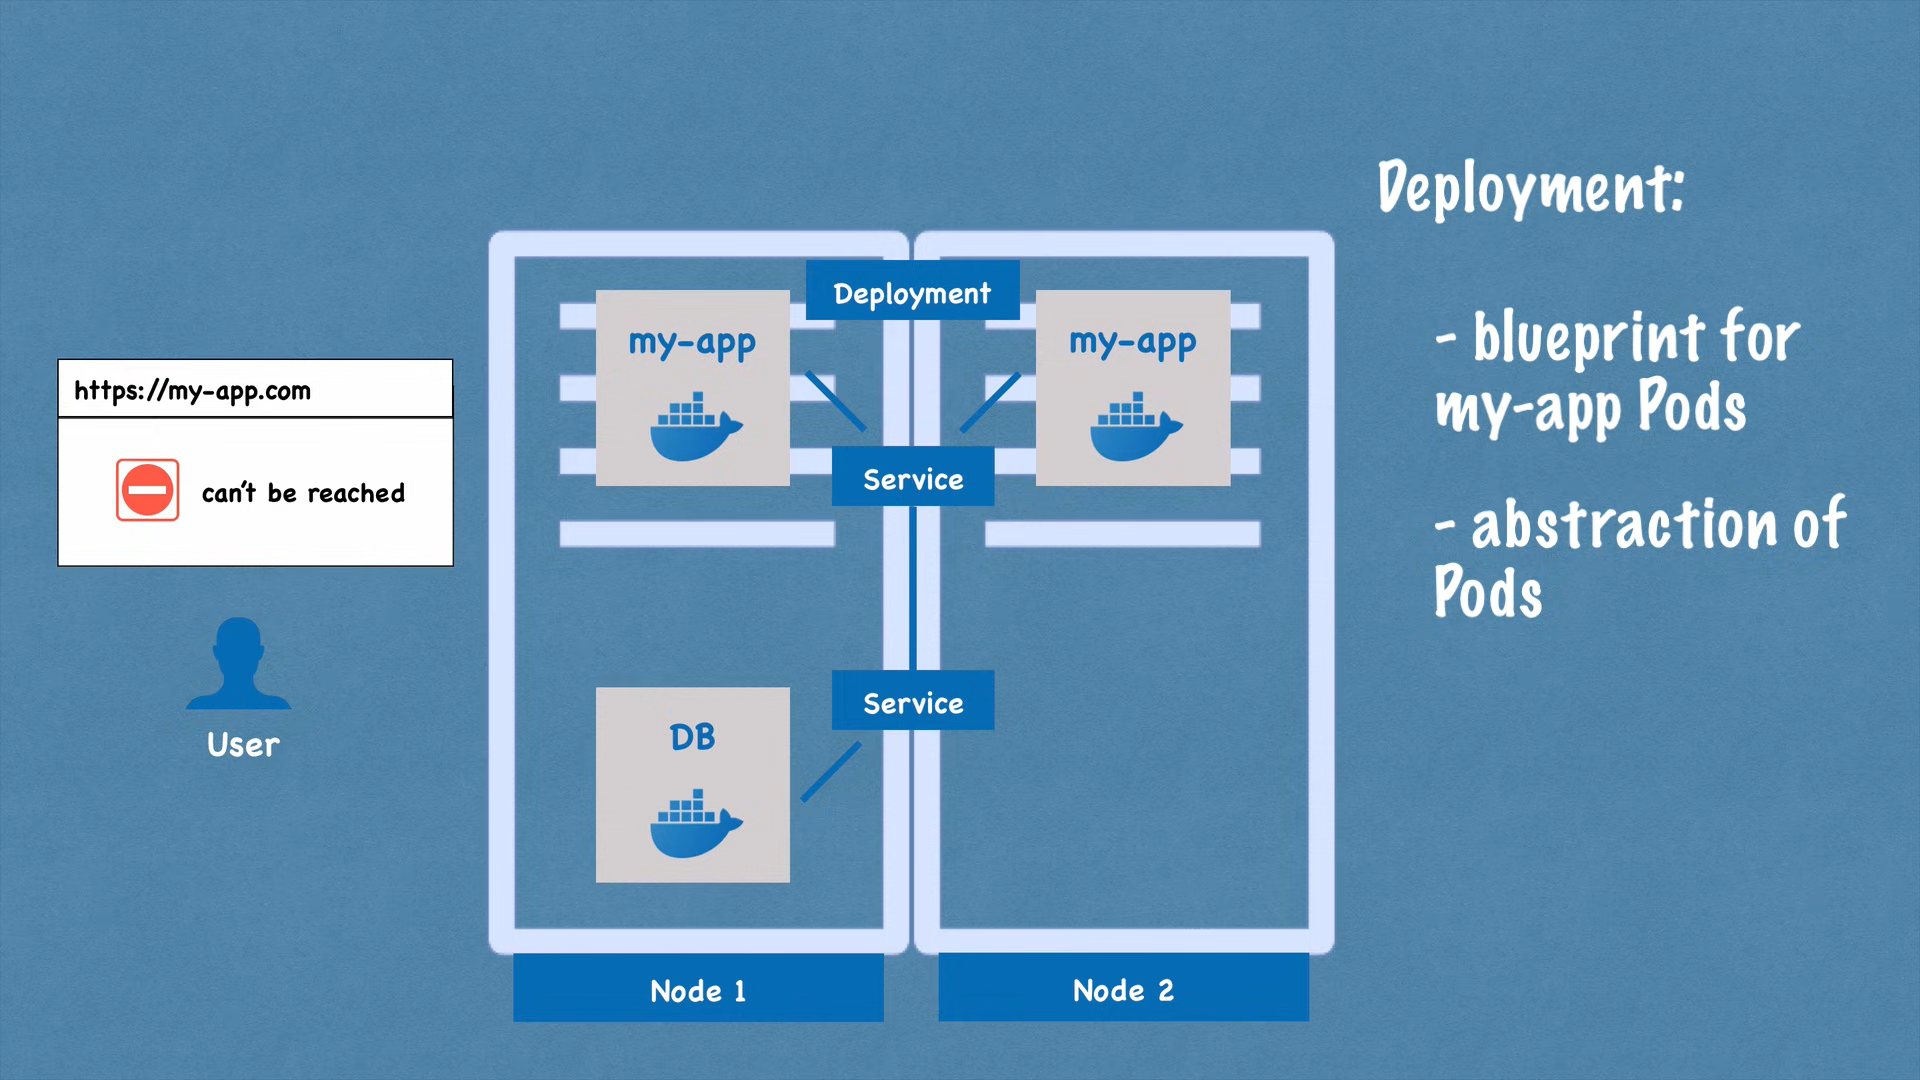 Deployment:
- blueprint for
my-app Pods
- abstraction of
Pods
Deployment
my-app
my-app
https://my-app.com
can't be reached
Service
Service
User
DB
Node 1
Node 2